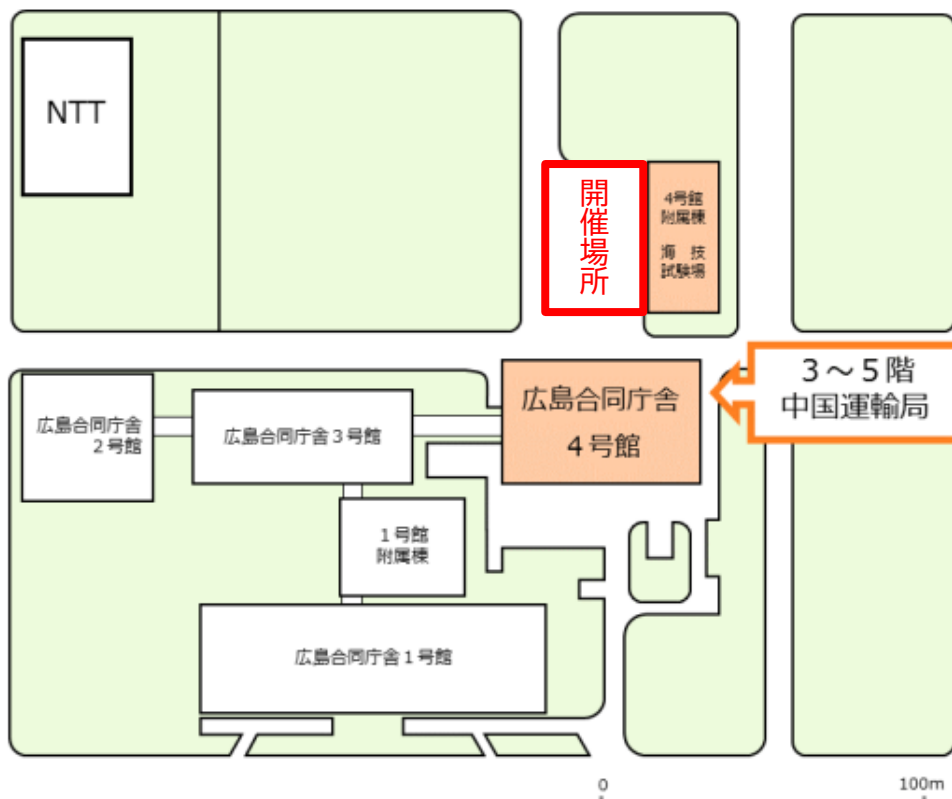 NTT
開催場所
4号館
附属棟
海 技
試験場
3～5階
中国運輸局
広島合同庁舎
2号館
広島合同庁舎3号館
広島合同庁舎
4号館
1号館
附属棟
広島合同庁舎1号館
0
100m